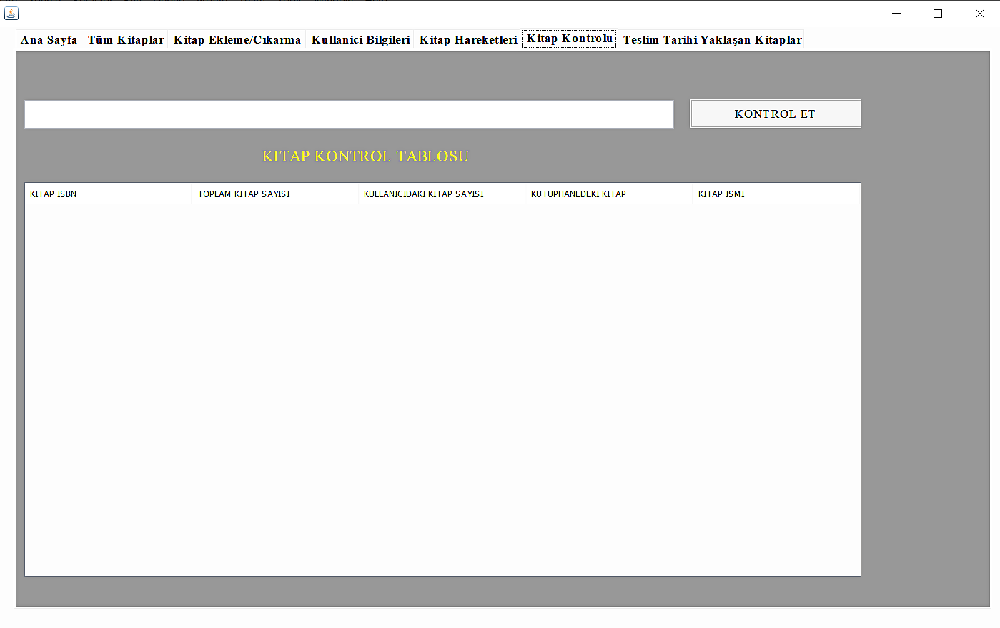 Ana Sayfa Tüm Kitaplar Kitap Ekleme/Cıkarma Kullanici Bilgileri Kitap Hareketleri Kitap Kontrolu Teslim Tarihi Yaklaşan Kitaplar
KONTROL ET
KITAP KONTROL TABLOSU
KITAP ISBN TOPLAM KITAP SAYISI KULLANICIDAKI KITAP SAYISI KUTUPHANEDEKI KITAP KITAP ISMI